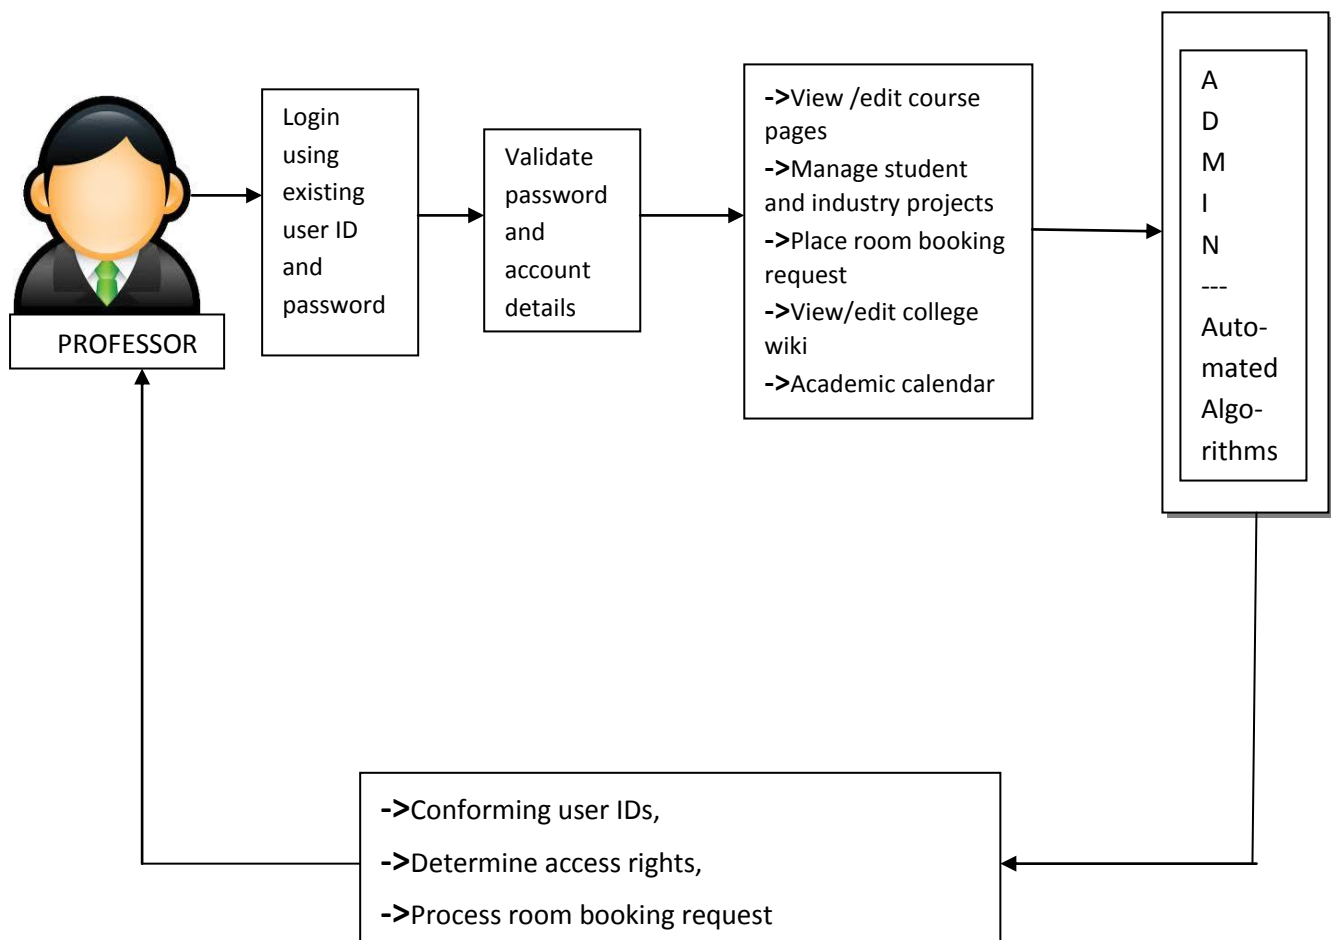 PROFESSOR
Login
using
existing
user ID
and
password
Validate
password
and
account
details
->View /edit course
pages
->Manage student
and industry projects
->Place room booking
request
->View/edit college
wiki
->Academic calendar
A
D
M
I
N
---
Auto-
mated
Algo-
rithms
->Conforming user IDs,
->Determine access rights,
->Process room booking request